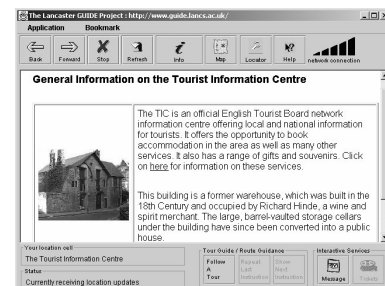 The Lancaster GUIDE Project : http://www.guide.lancs.ac.uk/
Application Bookmark
Back Forward Stop Refresh Info Map Locator Help network connection
General Information on the Tourist Information Centre
The TIC is an official English Tourist Board network
information centre offering local and national information
for tourists. It offers the opportunity to book
accommodation in the area as well as many other
services. It also has a range of gifts and souvenirs. Click
on here for information on these services.
This building is a former warehouse, which was built in the
18th Century and occupied by Richard Hinde, a wine and
spirit merchant. The large, barrel-vaulted storage cellars
under the building have since been converted into a public
house.
Your location cell
The Tourist Information Centre
Status
Currently receiving location updates
Tour Guide / Route Guidance
Follow A Tour
Repeat Last Instruction
Show Next Instruction
Interactive Services
Message Tickets